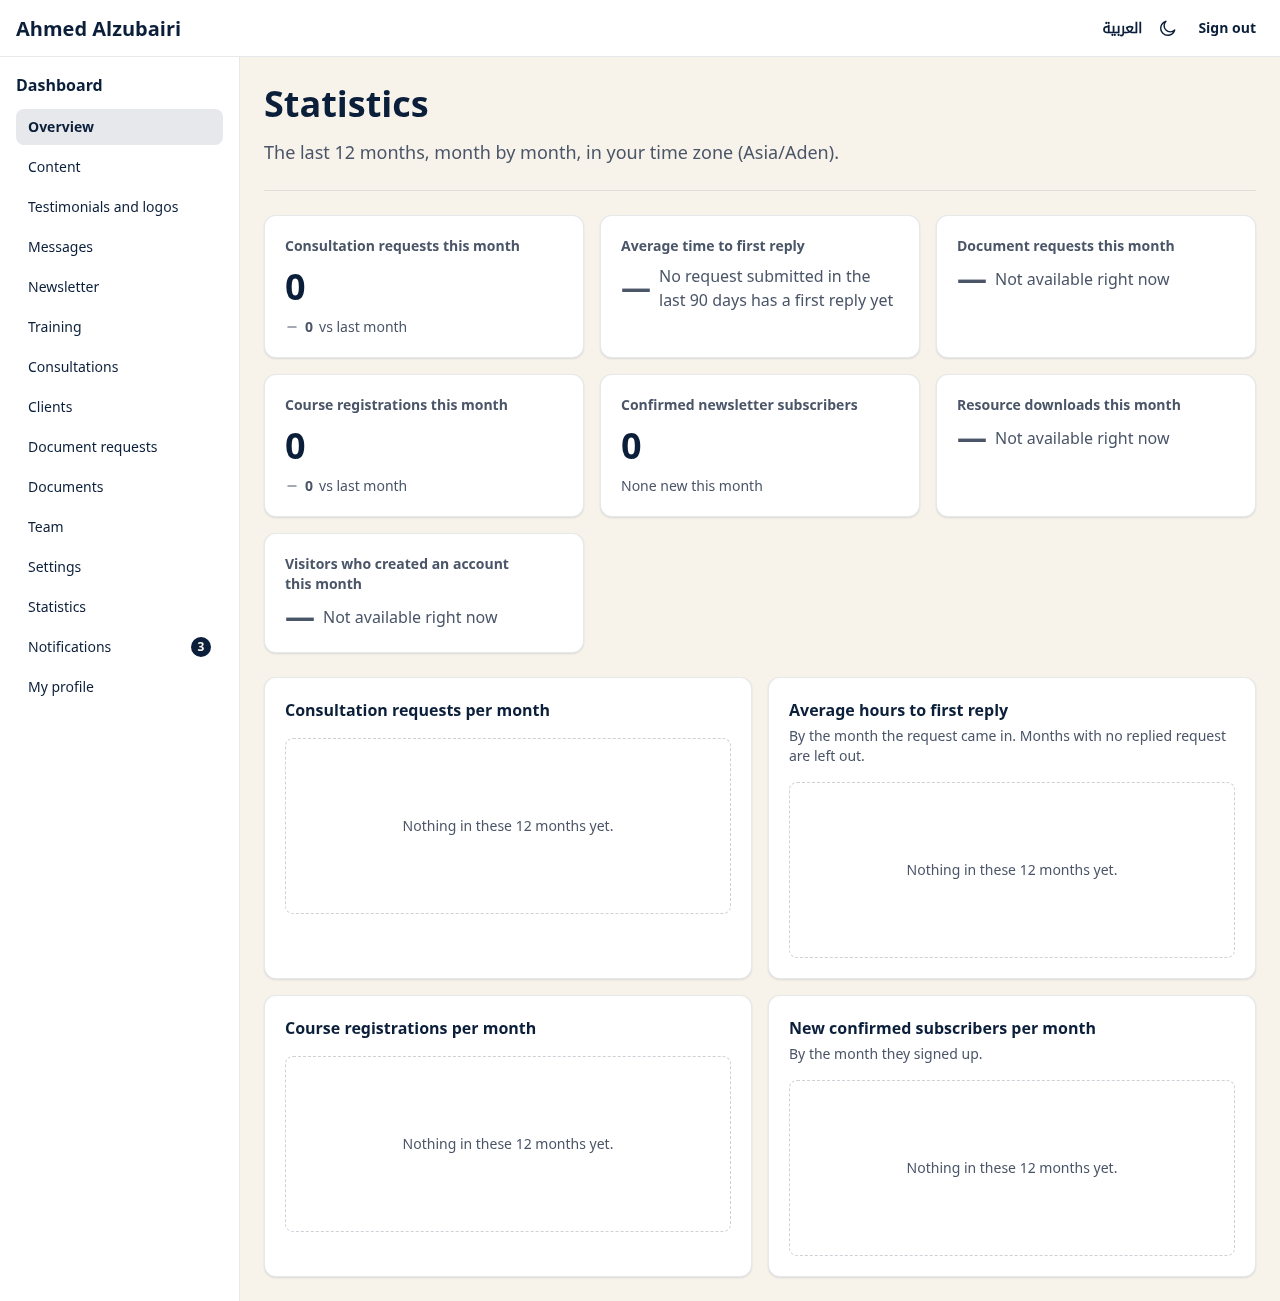 Ahmed Alzubairi
العربية
Sign out
Dashboard
Overview
Content
Testimonials and logos
Messages
Newsletter
Training
Consultations
Clients
Document requests
Documents
Team
Settings
Statistics
Notifications
3
My profile
Statistics
The last 12 months, month by month, in your time zone (Asia/Aden).
Consultation requests this month
0
— 0 vs last month
Average time to first reply
— No request submitted in the
last 90 days has a first reply yet
Document requests this month
— Not available right now
Course registrations this month
0
— 0 vs last month
Confirmed newsletter subscribers
0
None new this month
Resource downloads this month
— Not available right now
Visitors who created an account
this month
— Not available right now
Consultation requests per month
Nothing in these 12 months yet.
Average hours to first reply
By the month the request came in. Months with no replied request
are left out.
Nothing in these 12 months yet.
Course registrations per month
Nothing in these 12 months yet.
New confirmed subscribers per month
By the month they signed up.
Nothing in these 12 months yet.